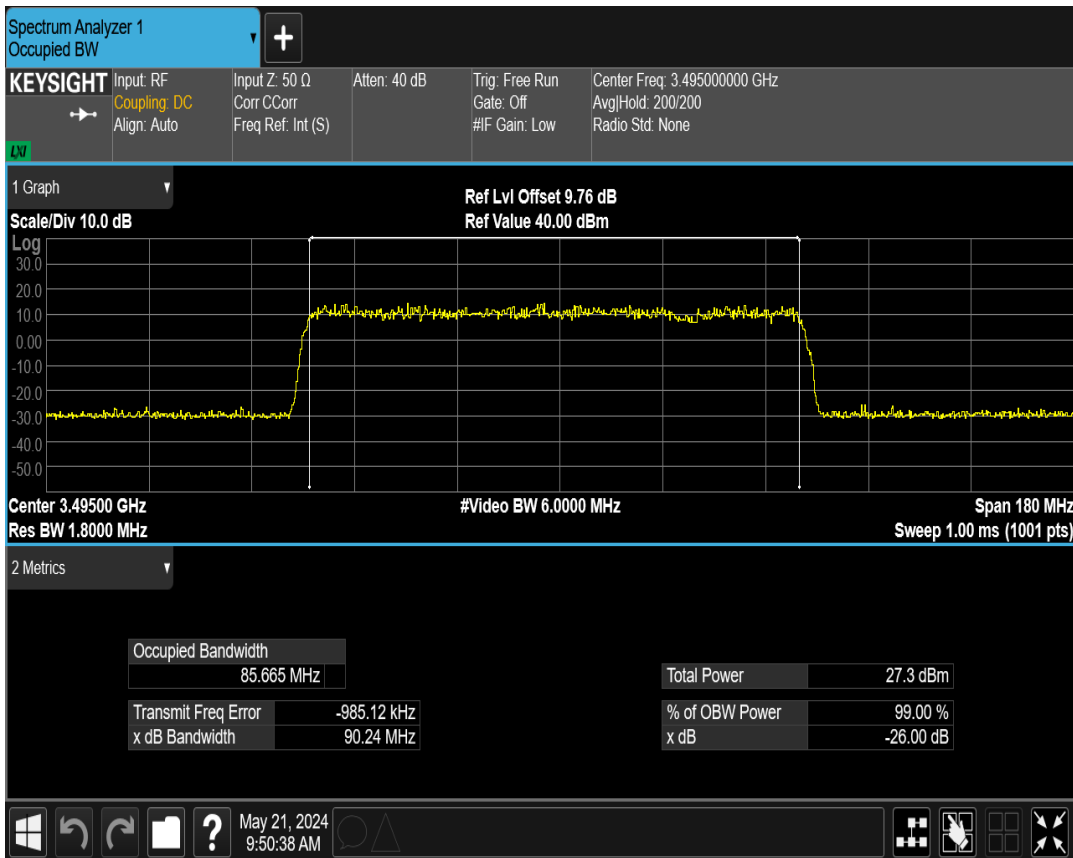 Spectrum Analyzer 1
Occupied BW
KEYSIGHT
Input: RF
Coupling: DC
Align: Auto
Input Z: 50 Ω
Corr CCorr
Freq Ref: Int (S)
Atten: 40 dB
Trig: Free Run
Gate: Off
#IF Gain: Low
Center Freq: 3.495000000 GHz
Avg|Hold: 200/200
Radio Std: None
LXI
1 Graph
Ref Lvl Offset 9.76 dB
Scale/Div 10.0 dB
Ref Value 40.00 dBm
Log
30.0
20.0
10.0
0.00
-10.0
-20.0
-30.0
-40.0
-50.0
Center 3.49500 GHz
#Video BW 6.0000 MHz
Span 180 MHz
Res BW 1.8000 MHz
Sweep 1.00 ms (1001 pts)
2 Metrics
Occupied Bandwidth
85.665 MHz
Total Power 27.3 dBm
Transmit Freq Error -985.12 kHz
% of OBW Power 99.00 %
x dB Bandwidth 90.24 MHz
x dB -26.00 dB
May 21, 2024
9:50:38 AM